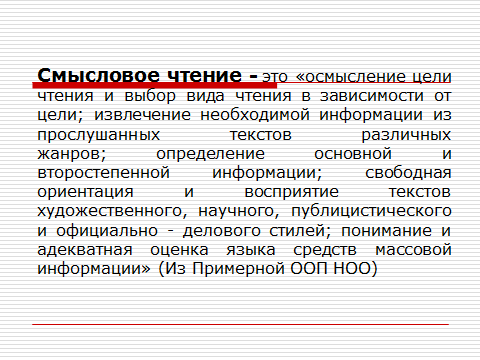 Смысловое чтение - это «осмысление цели
чтения и выбор вида чтения в зависимости от
цели; извлечение необходимой информации из
прослушанных текстов различных
жанров; определение основной и
второстепенной информации; свободная
ориентация и восприятие текстов
художественного, научного, публицистического
и официально - делового стилей; понимание и
адекватная оценка языка средств массовой
информации» (Из Примерной ООП НОО)